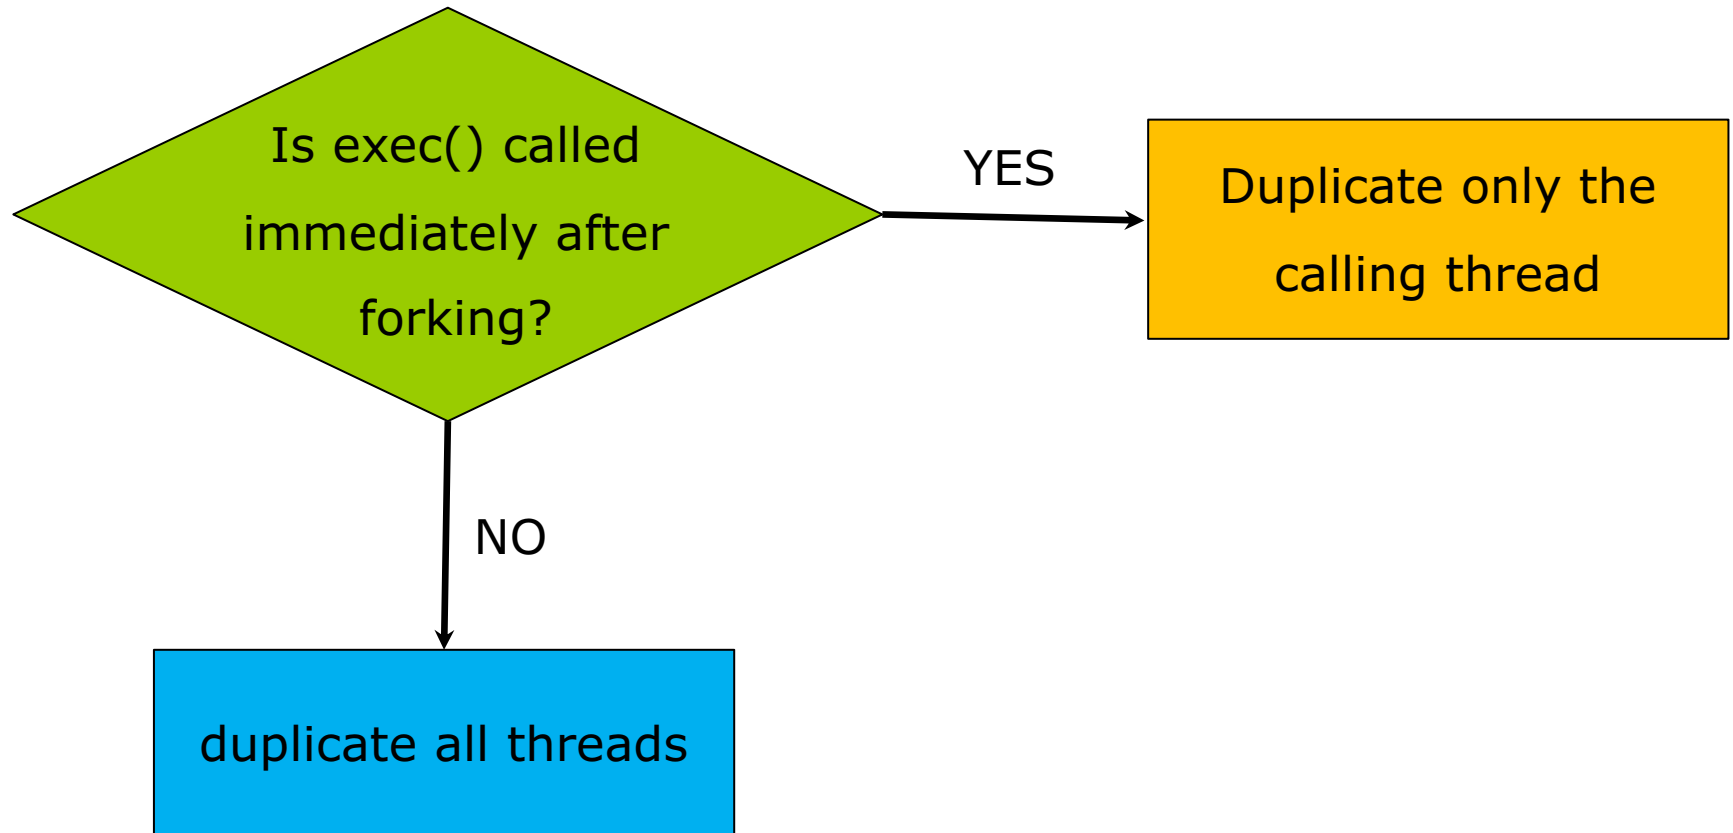 Is exec() called
immediately after
forking?
YES
Duplicate only the
calling thread
NO
duplicate all threads